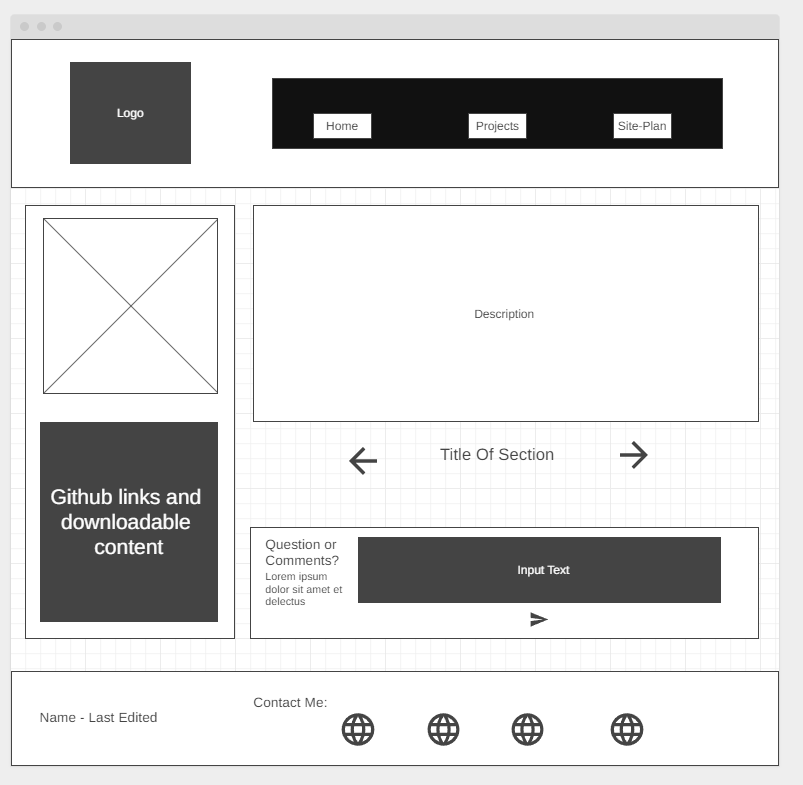 Logo
Home
Projects
Site-Plan
Description
Title Of Section
Github links and
downloadable
content
Question or
Comments?
Lorem ipsum
dolor sit amet et
delectus
Input Text
Name - Last Edited
Contact Me: